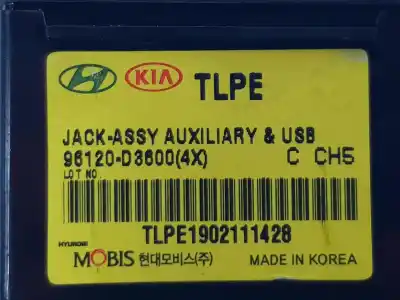 KIA TLPE
JACK-ASSY AUXILIARY & USB
96120-D3600(4X) C CH5
LOT NO.
TLPE1902111428
HYUNDAI
MOBIS 현대모비스(주) MADE IN KOREA